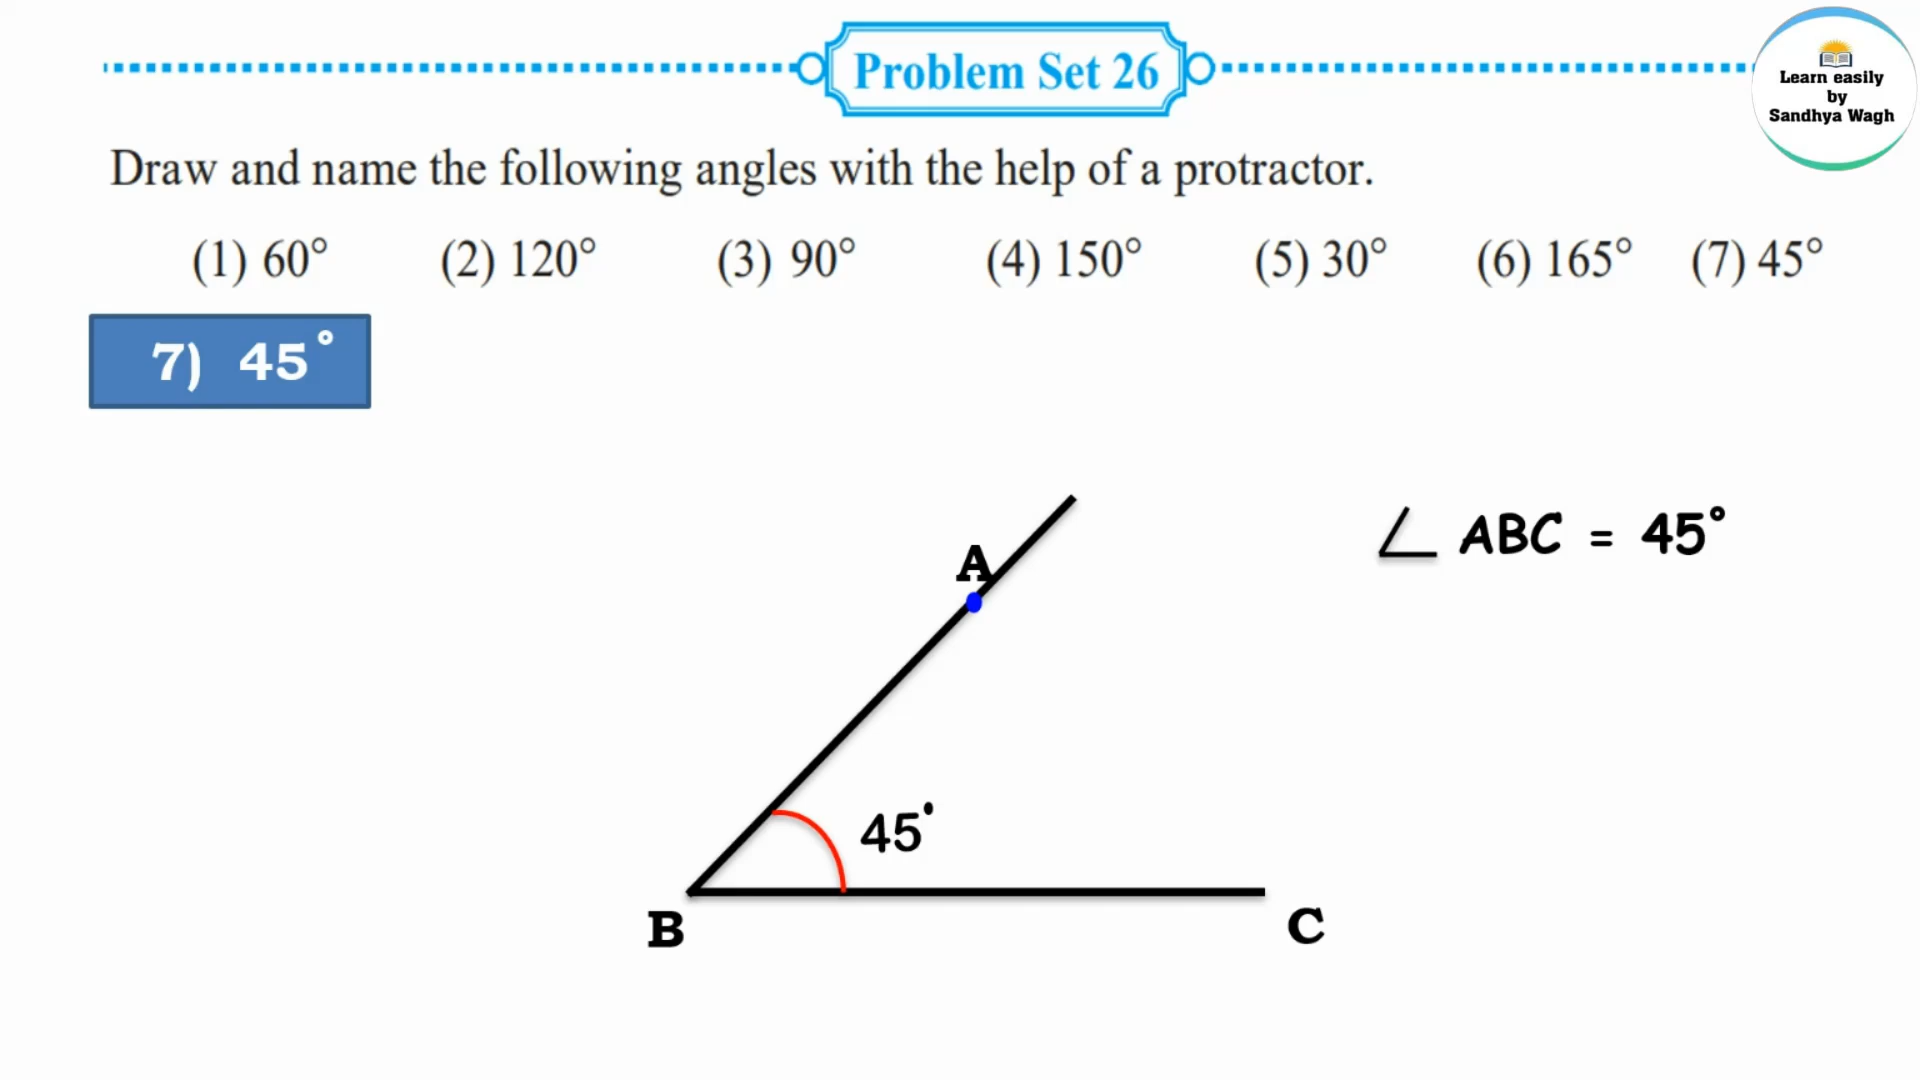 Problem Set 26
Learn easily
by
Sandhya Wagh
Draw and name the following angles with the help of a protractor.
(1) 60° (2) 120° (3) 90° (4) 150° (5) 30° (6) 165° (7) 45°
7) 45°
∠ ABC = 45°
A
45°
B
C